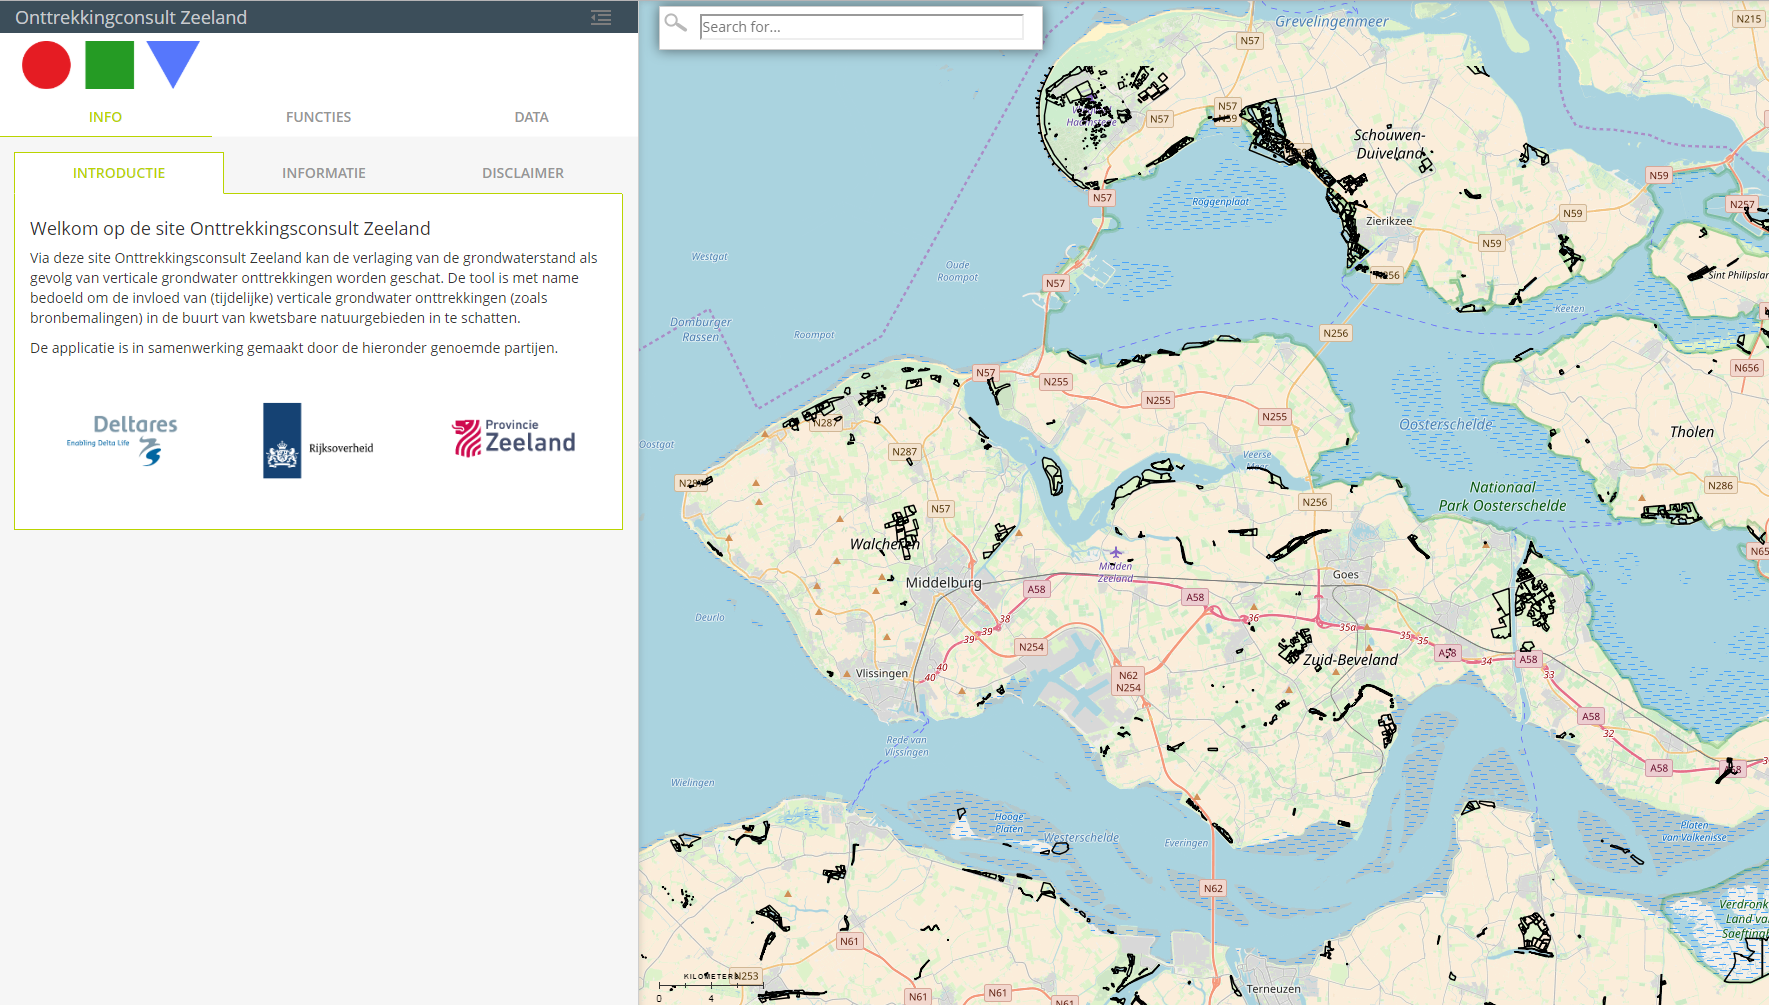 Onttrekkingconsult Zeeland
INFO
FUNCTIES
DATA
INTRODUCTIE
INFORMATIE
DISCLAIMER
Welkom op de site Onttrekkingsconsult Zeeland
Via deze site Onttrekkingsconsult Zeeland kan de verlaging van de grondwaterstand als
gevolg van verticale grondwater onttrekkingen worden geschat. De tool is met name
bedoeld om de invloed van (tijdelijke) verticale grondwater onttrekkingen (zoals
bronbemalingen) in de buurt van kwetsbare natuurgebieden in te schatten.
De applicatie is in samenwerking gemaakt door de hieronder genoemde partijen.
Deltares
Enabling Delta Life
Rijksoverheid
Provincie
Zeeland
Search for...
Grevelingenmeer
N215
N57
N57
N59
N57
Haamstede
Schouwen-
Duiveland
N59
N57
Roggenplaat
Zierikzee
N59
N59
N257
Westgat
Oude
Roompot
N57
N256
Sint Philipsland
Keeten
Domburger
Rassen
Roompot
N256
N57
N255
N255
N255
N656
Oostgat
N287
N287
Oosterschelde
Tholen
Veerse
Meer
N57
N256
Nationaal
Park Oosterschelde
N286
Walcheren
Middelburg
Midden
Zeeland
Goes
A58
A58
Deurlo
38
39
39
36
35a
35
35
N254
Zuid-Beveland
A58
34
A58
33
Vlissingen
40
40
N62
N254
A58
32
Rede van
Vlissingen
A58
A58
Wielingen
Hooge
Platen
Westerschelde
Everingen
Platen
van Valkenisse
N62
Verdronken
Land van
Saeftinghe
N61
N253
KILOMETERS
0
4
N61
N61
N61
Terneuzen